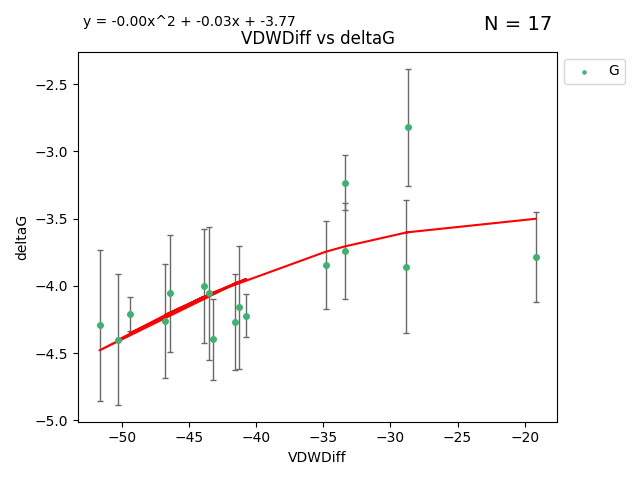 y = -0.00x^2 + -0.03x + -3.77
N = 17
VDWDiff vs deltaG
G
−2.5
−3.0
−3.5
−4.0
−4.5
−5.0
deltaG
−50
−45
−40
−35
−30
−25
−20
VDWDiff